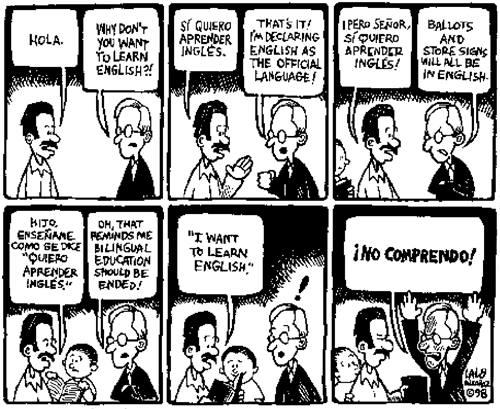 HOLA.
WHY DON'T
YOU WANT
TO LEARN
ENGLISH?!
SÍ QUIERO
APRENDER
INGLÉS.
THAT'S IT!
I'M DECLARING
ENGLISH AS
THE OFFICIAL
LANGUAGE!
¡PERO SEÑOR,
SÍ QUIERO
APRENDER
INGLÉS!
BALLOTS
AND
STORE SIGNS
WILL ALL BE
IN ENGLISH.
HIJO,
ENSEÑAME
COMO SE DICE
"QUIERO
APRENDER
INGLÉS."
OH, THAT
REMINDS ME
BILINGUAL
EDUCATION
SHOULD BE
ENDED!
"I WANT
TO LEARN
ENGLISH."
!
¡NO COMPRENDO!
LALO
©98